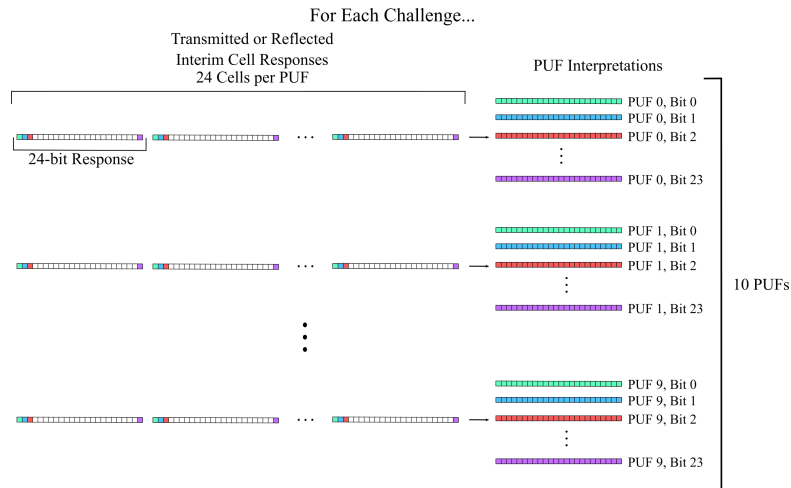 For Each Challenge...
Transmitted or Reflected
Interim Cell Responses
24 Cells per PUF
PUF Interpretations
24-bit Response
...
PUF 0, Bit 0
PUF 0, Bit 1
PUF 0, Bit 2
PUF 0, Bit 23
...
PUF 1, Bit 0
PUF 1, Bit 1
PUF 1, Bit 2
PUF 1, Bit 23
10 PUFs
...
PUF 9, Bit 0
PUF 9, Bit 1
PUF 9, Bit 2
PUF 9, Bit 23